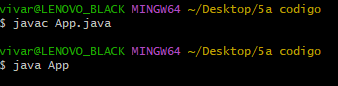 vivar@LENOVO_BLACK MINGW64 ~/Desktop/5a codigo
$ javac App.java
vivar@LENOVO_BLACK MINGW64 ~/Desktop/5a codigo
$ java App